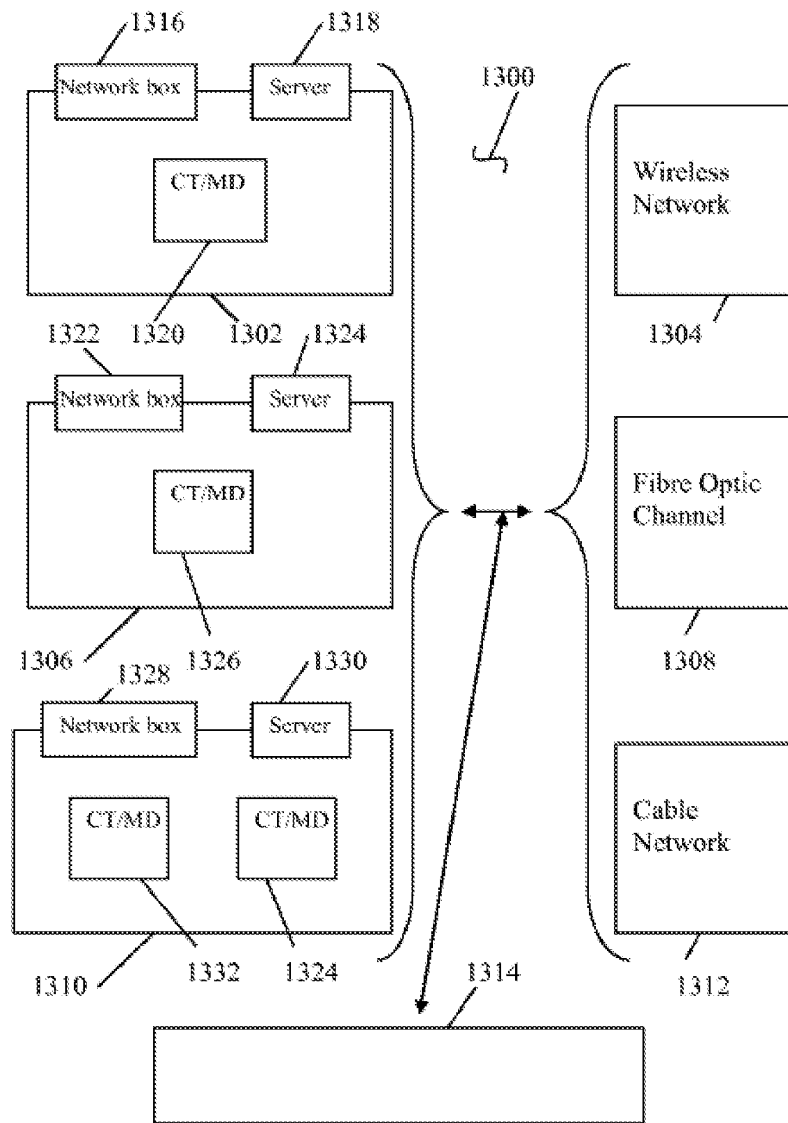 1316
1318
1300
Network box
Server
Wireless
Network
CT/MD
1320
1302
1304
1322
1324
Network box
Server
Fibre Optic
Channel
CT/MD
1306
1326
1308
1328
1330
Network box
Server
Cable
Network
CT/MD
CT/MD
1310
1332
1324
1312
1314